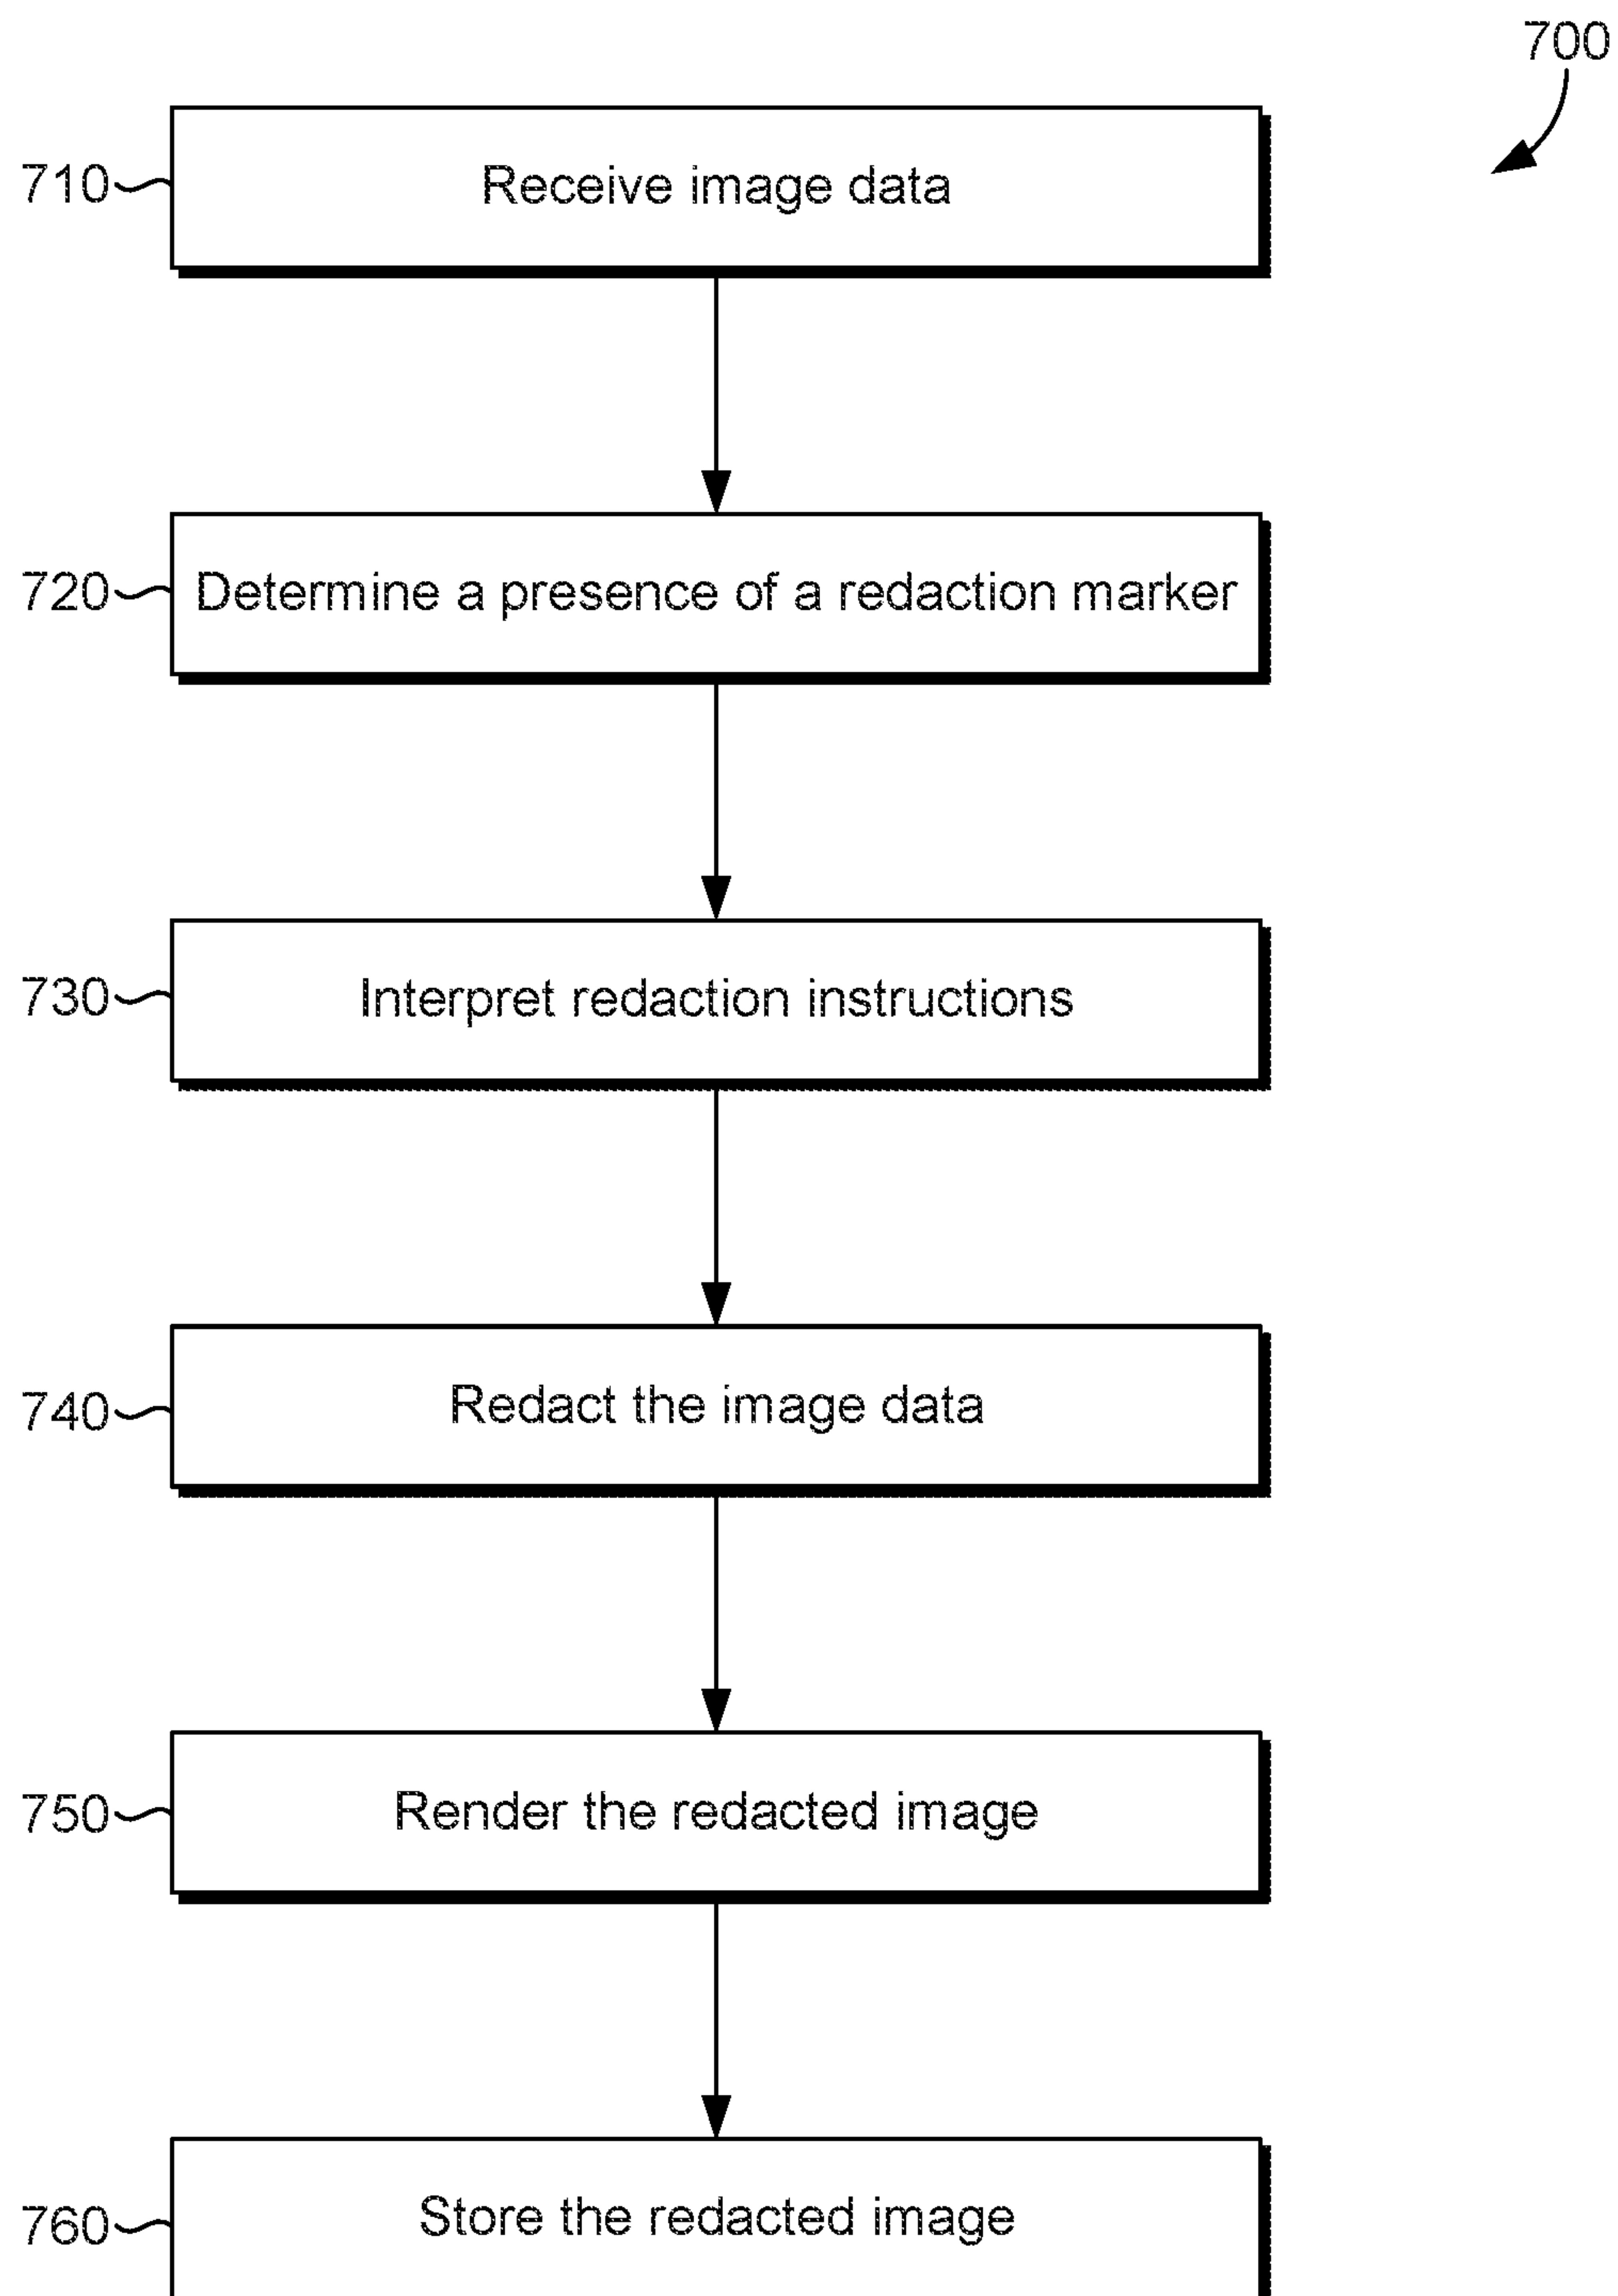 700
710 Receive image data
720 Determine a presence of a redaction marker
730 Interpret redaction instructions
740 Redact the image data
750 Render the redacted image
760 Store the redacted image